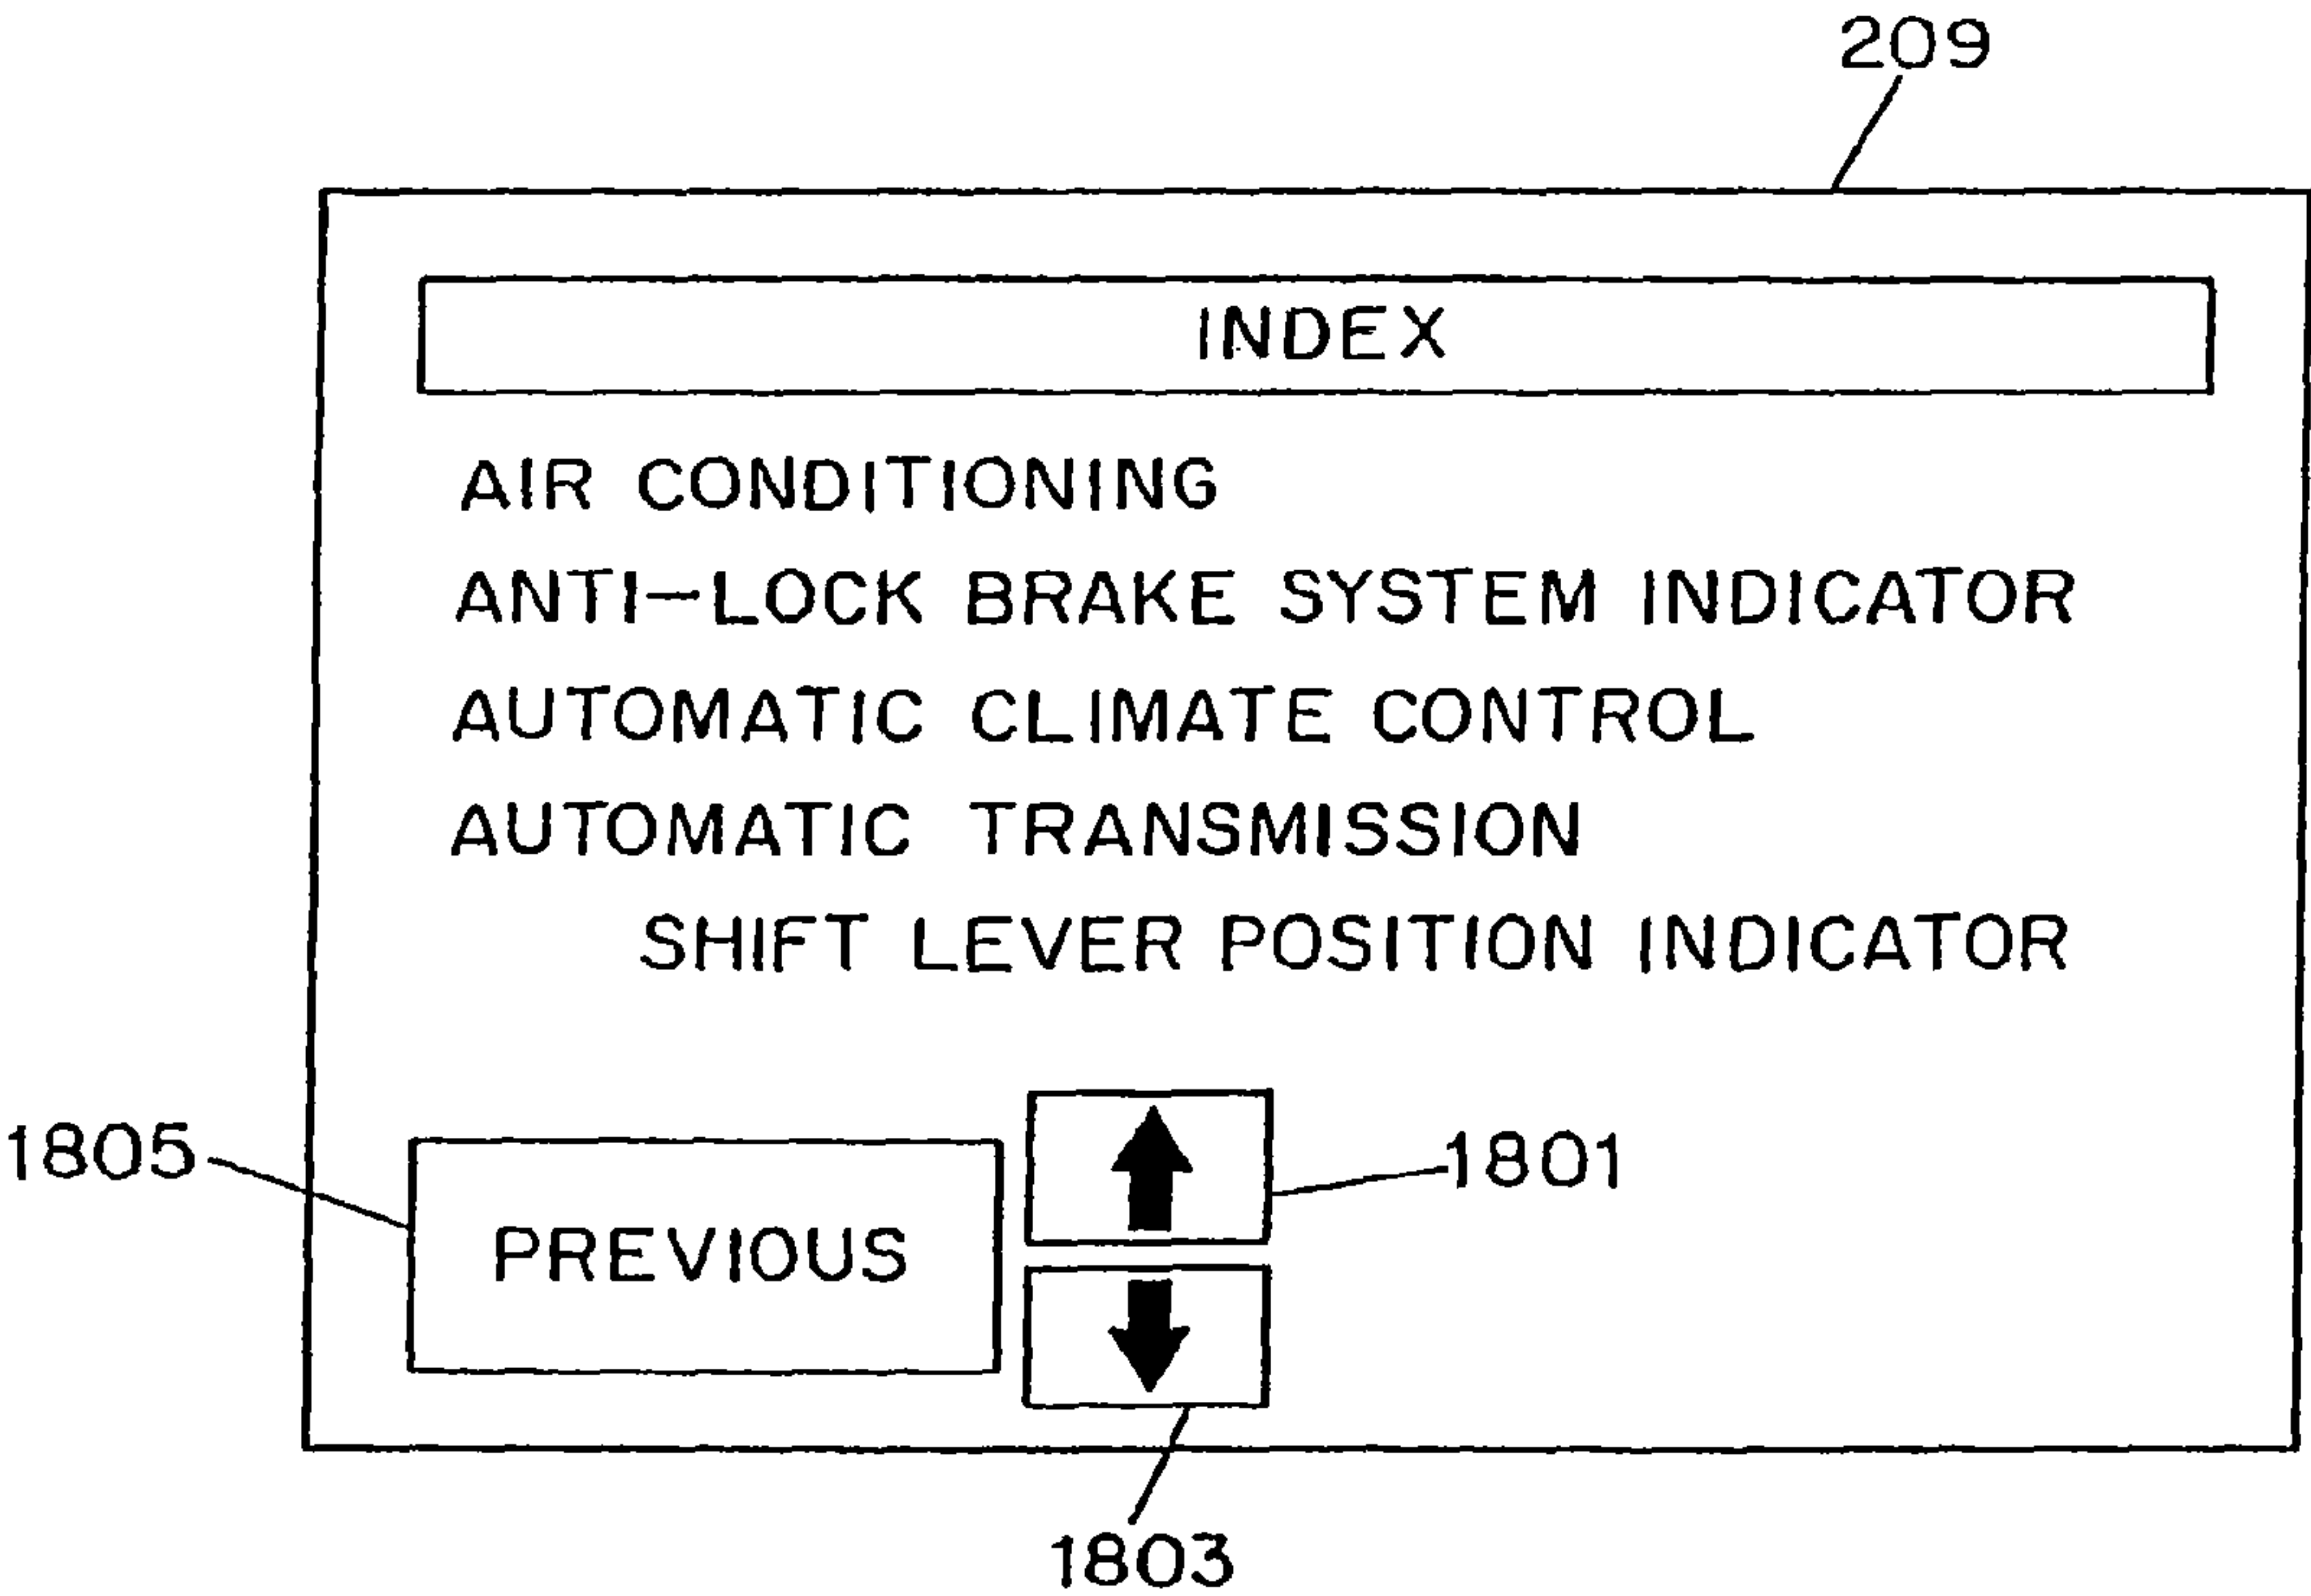 209
INDEX
AIR CONDITIONING
ANTI-LOCK BRAKE SYSTEM INDICATOR
AUTOMATIC CLIMATE CONTROL
AUTOMATIC TRANSMISSION
SHIFT LEVER POSITION INDICATOR
1805
1801
PREVIOUS
1803